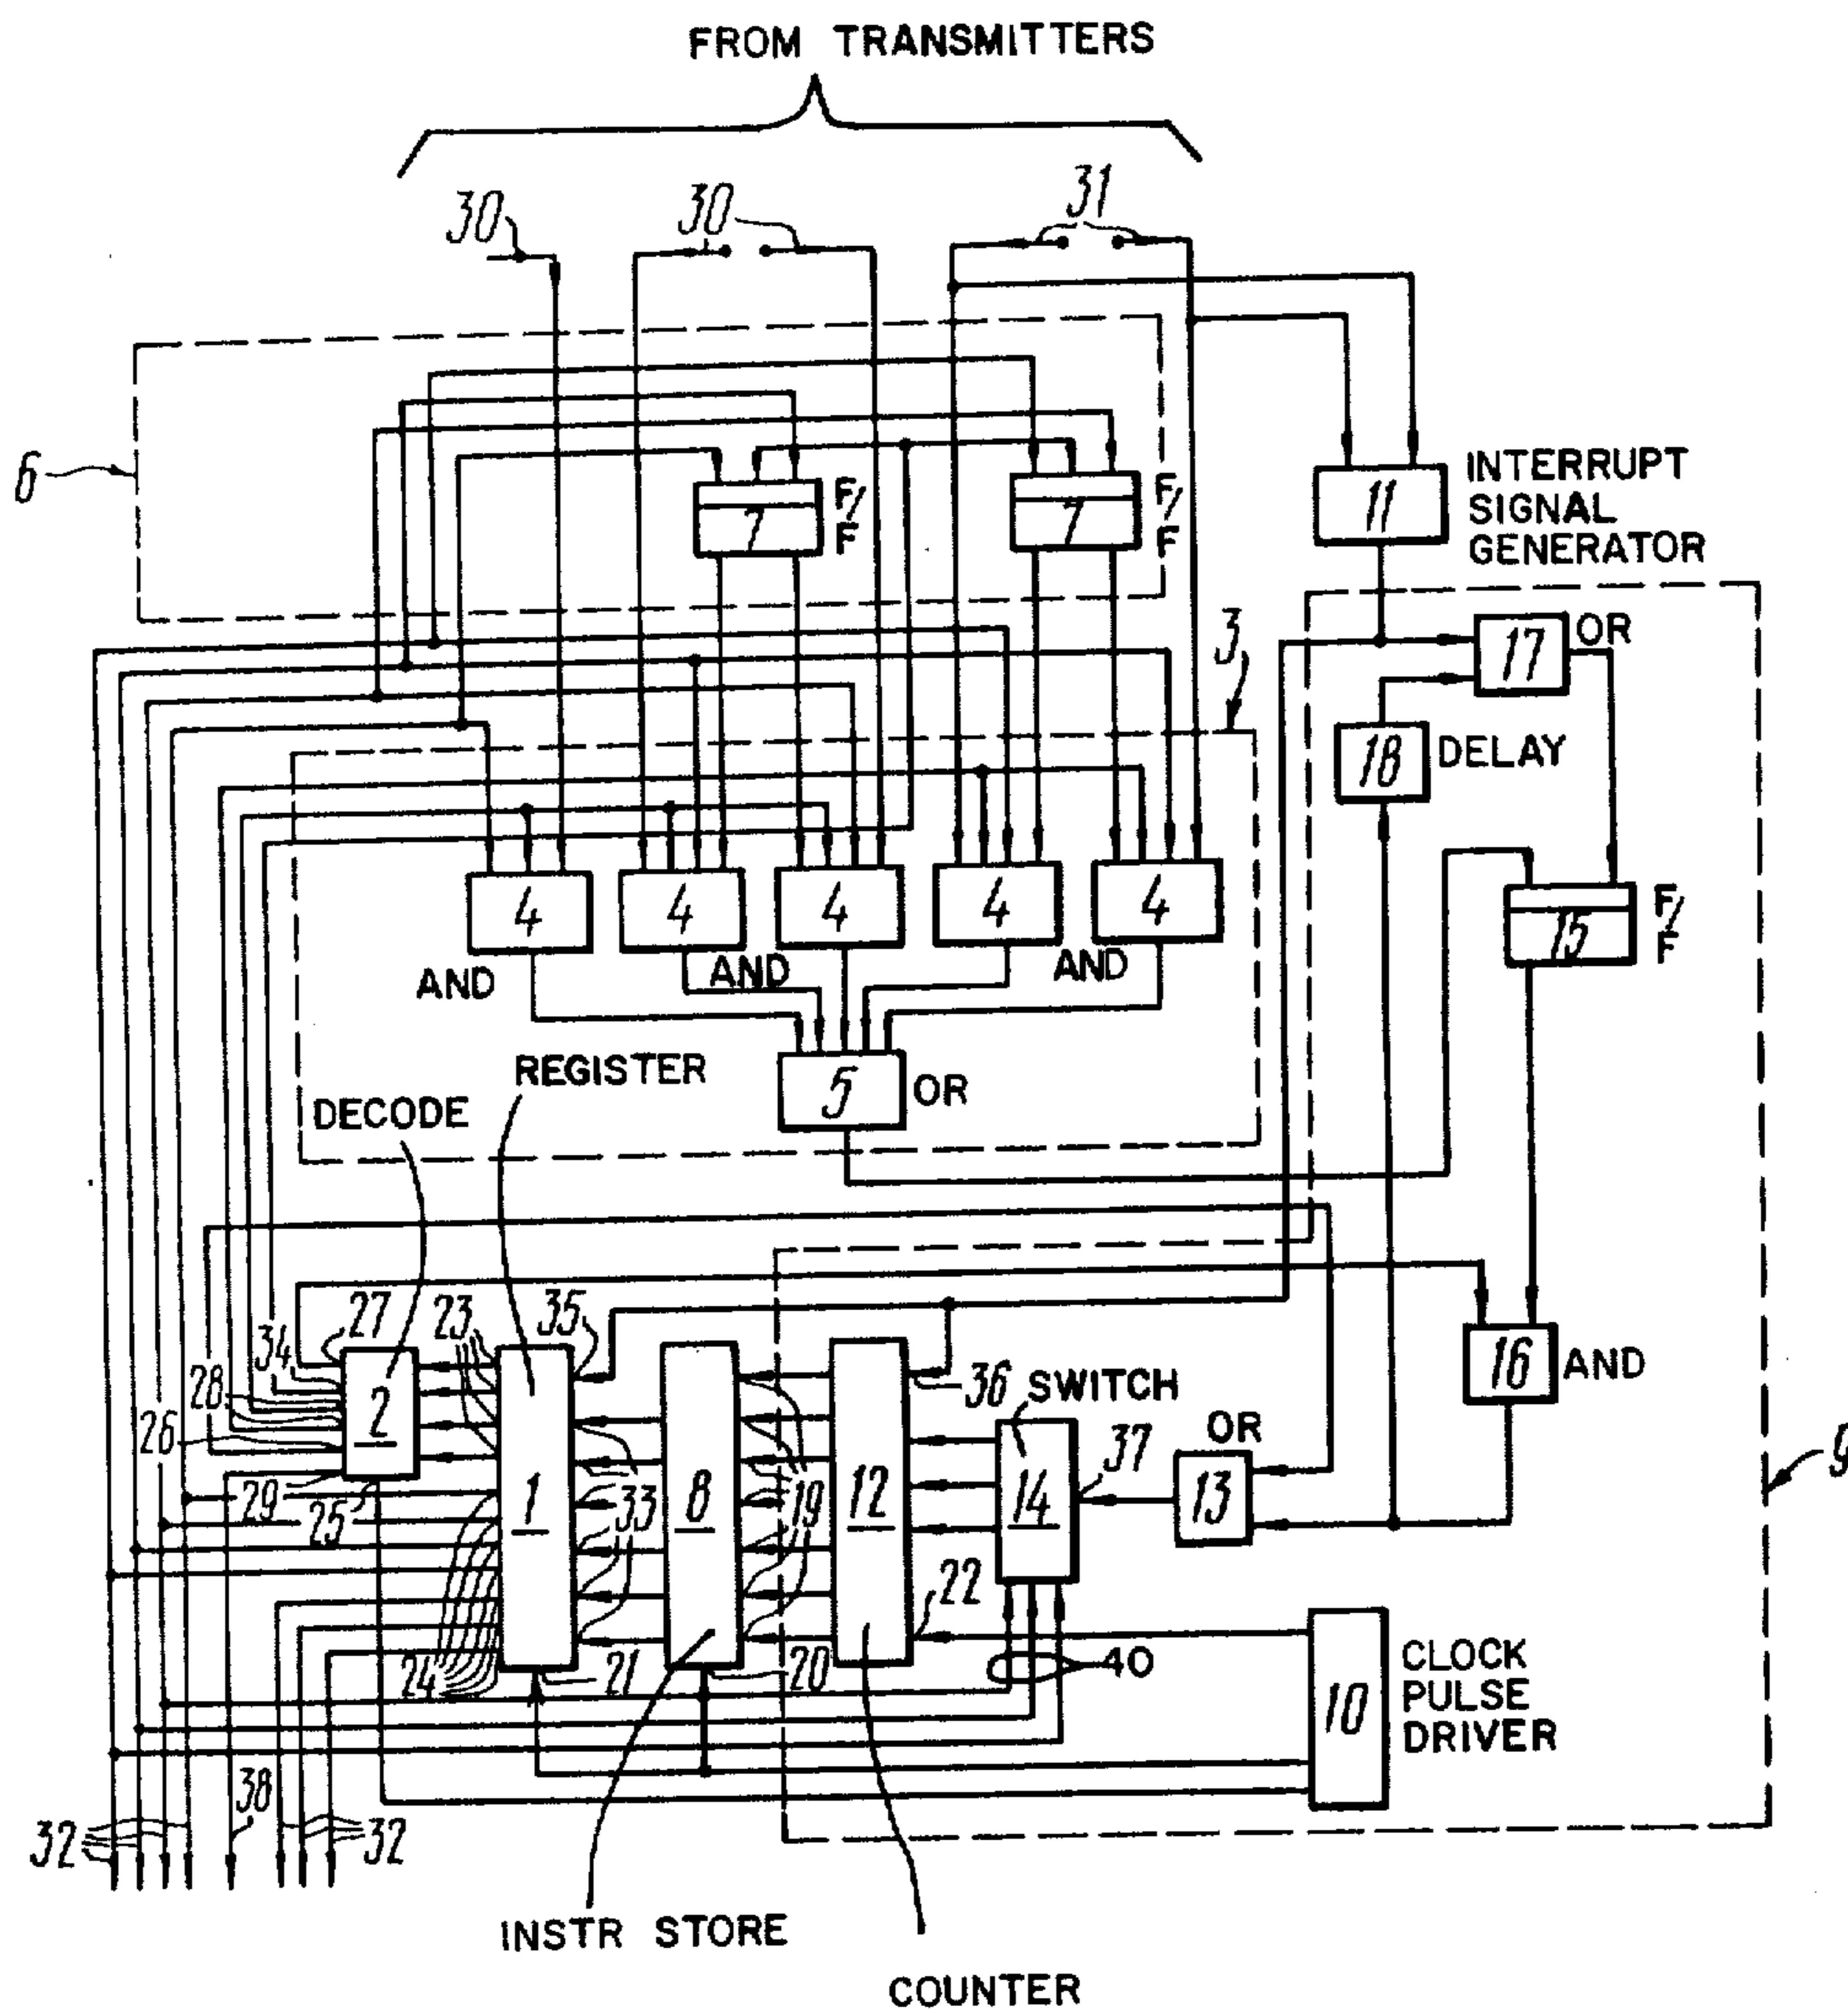 FROM TRANSMITTERS
30
30
31
6
F/F
7
F/F
7
11
INTERRUPT
SIGNAL
GENERATOR
3
17
OR
18
DELAY
4
4
4
4
4
AND
AND
AND
F/F
15
REGISTER
DECODE
5
OR
27
23
35
34
2
28
26
36
SWITCH
16
AND
OR
9
37
29
25
1
33
8
19
12
14
13
22
24
21
20
40
10
CLOCK
PULSE
DRIVER
32
38
32
INSTR STORE
COUNTER